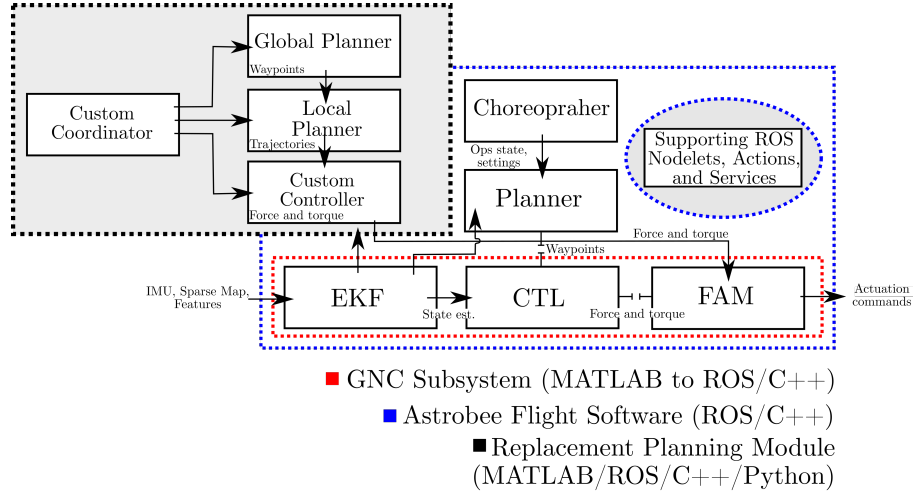 Global Planner
Waypoints
Custom
Coordinator
Local
Planner
Trajectories
Custom
Controller
Force and torque
Choreopraher
Ops state,
settings
Planner
Supporting ROS
Nodelets, Actions,
and Services
Waypoints
Force and torque
IMU, Sparse Map,
Features
EKF
State est.
CTL
Force and torque
FAM
Actuation
commands
GNC Subsystem (MATLAB to ROS/C++)
Astrobee Flight Software (ROS/C++)
Replacement Planning Module
(MATLAB/ROS/C++/Python)